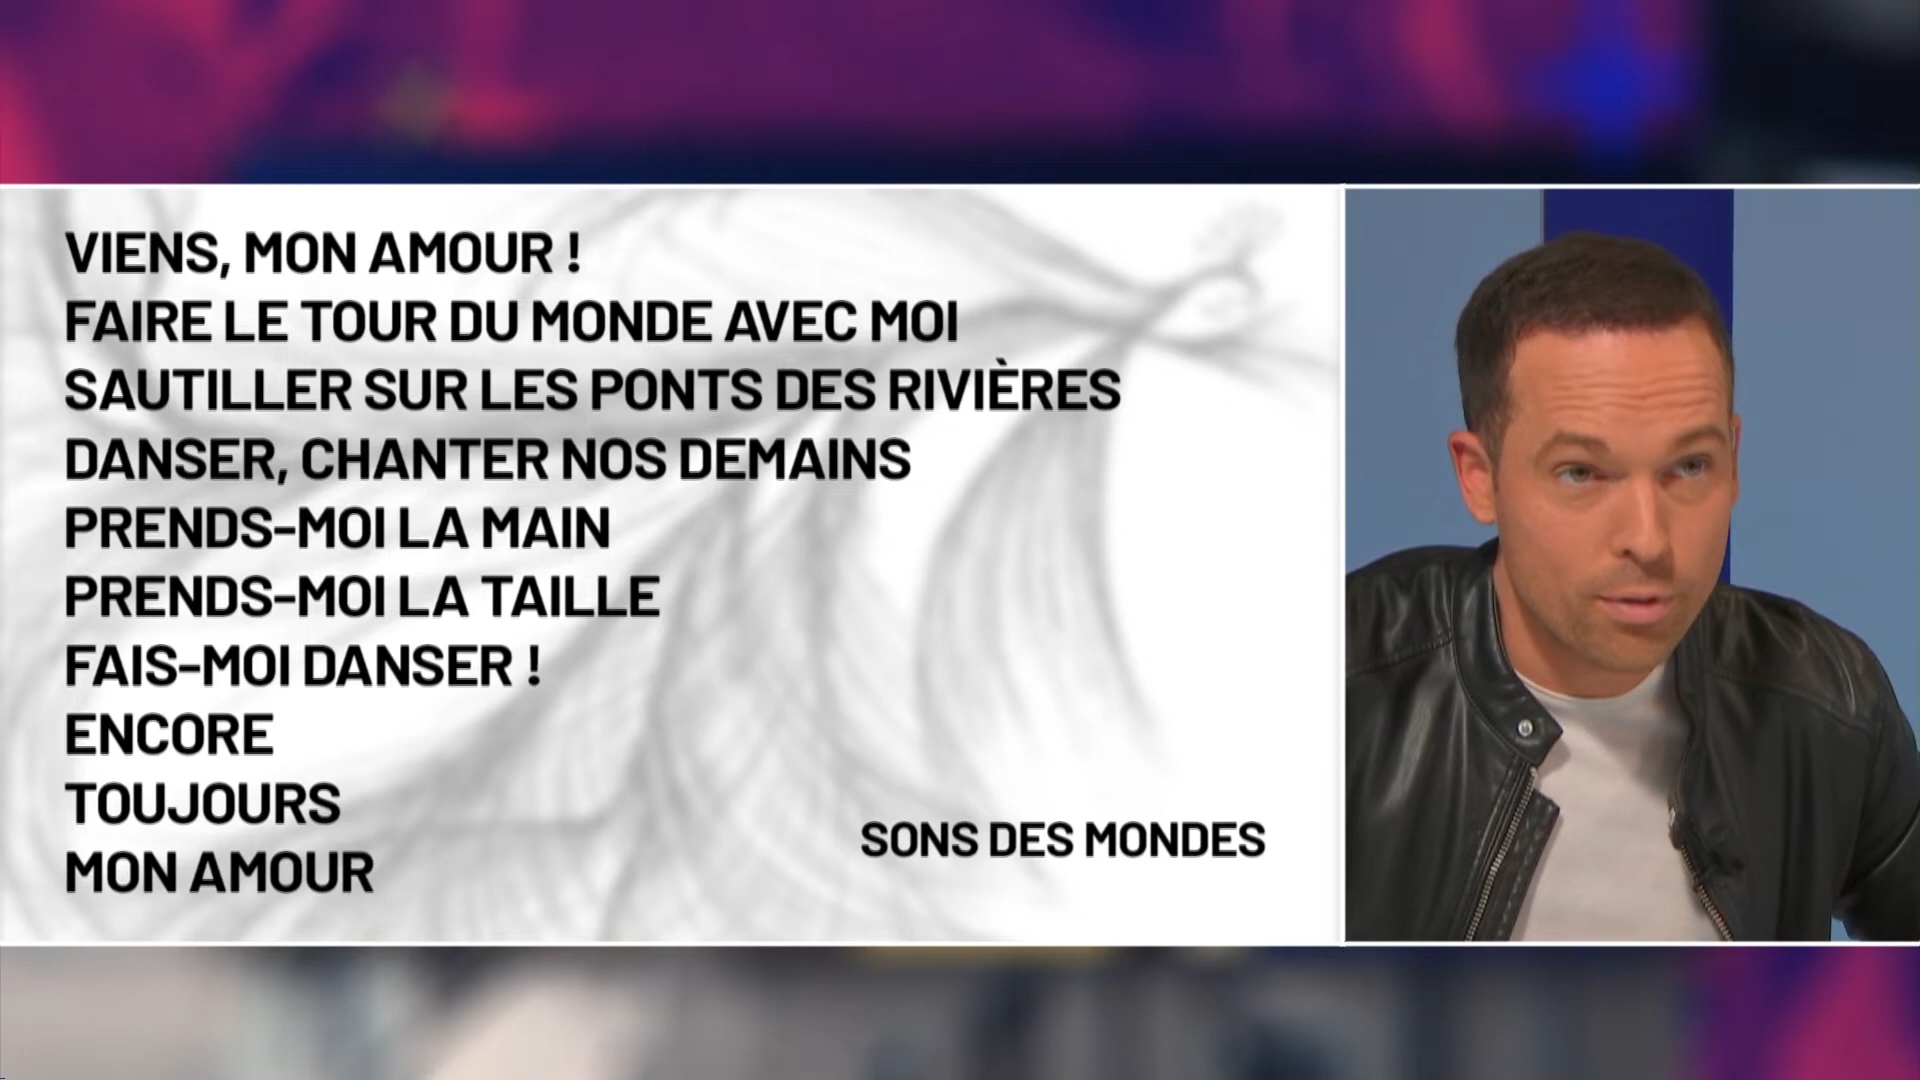 VIENS, MON AMOUR !
FAIRE LE TOUR DU MONDE AVEC MOI
SAUTILLER SUR LES PONTS DES RIVIÈRES
DANSER, CHANTER NOS DEMAINS
PRENDS-MOI LA MAIN
PRENDS-MOI LA TAILLE
FAIS-MOI DANSER !
ENCORE
TOUJOURS
MON AMOUR
SONS DES MONDES